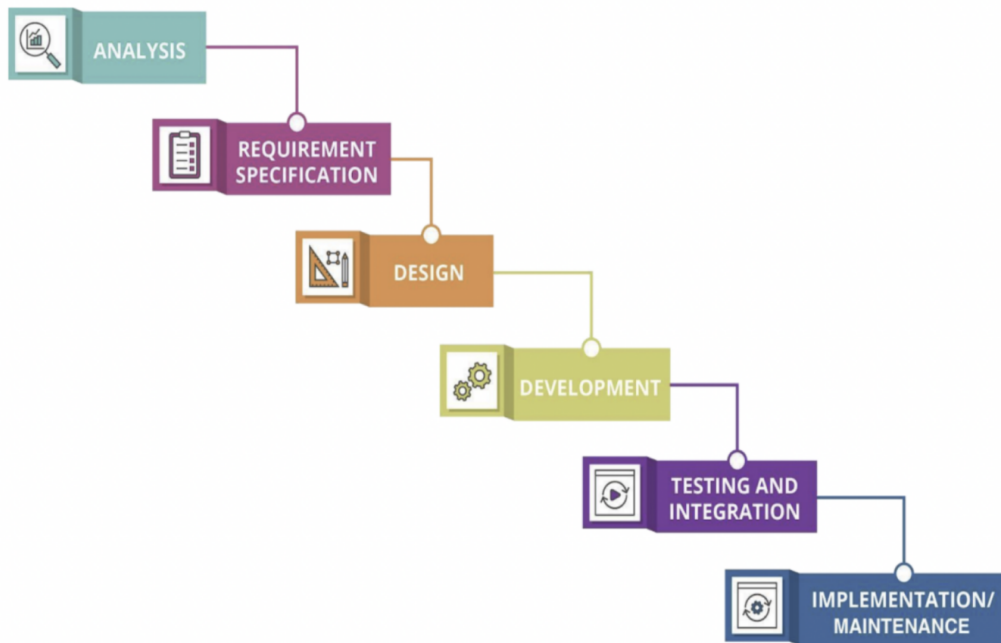 ANALYSIS
REQUIREMENT
SPECIFICATION
DESIGN
DEVELOPMENT
TESTING AND
INTEGRATION
IMPLEMENTATION/
MAINTENANCE